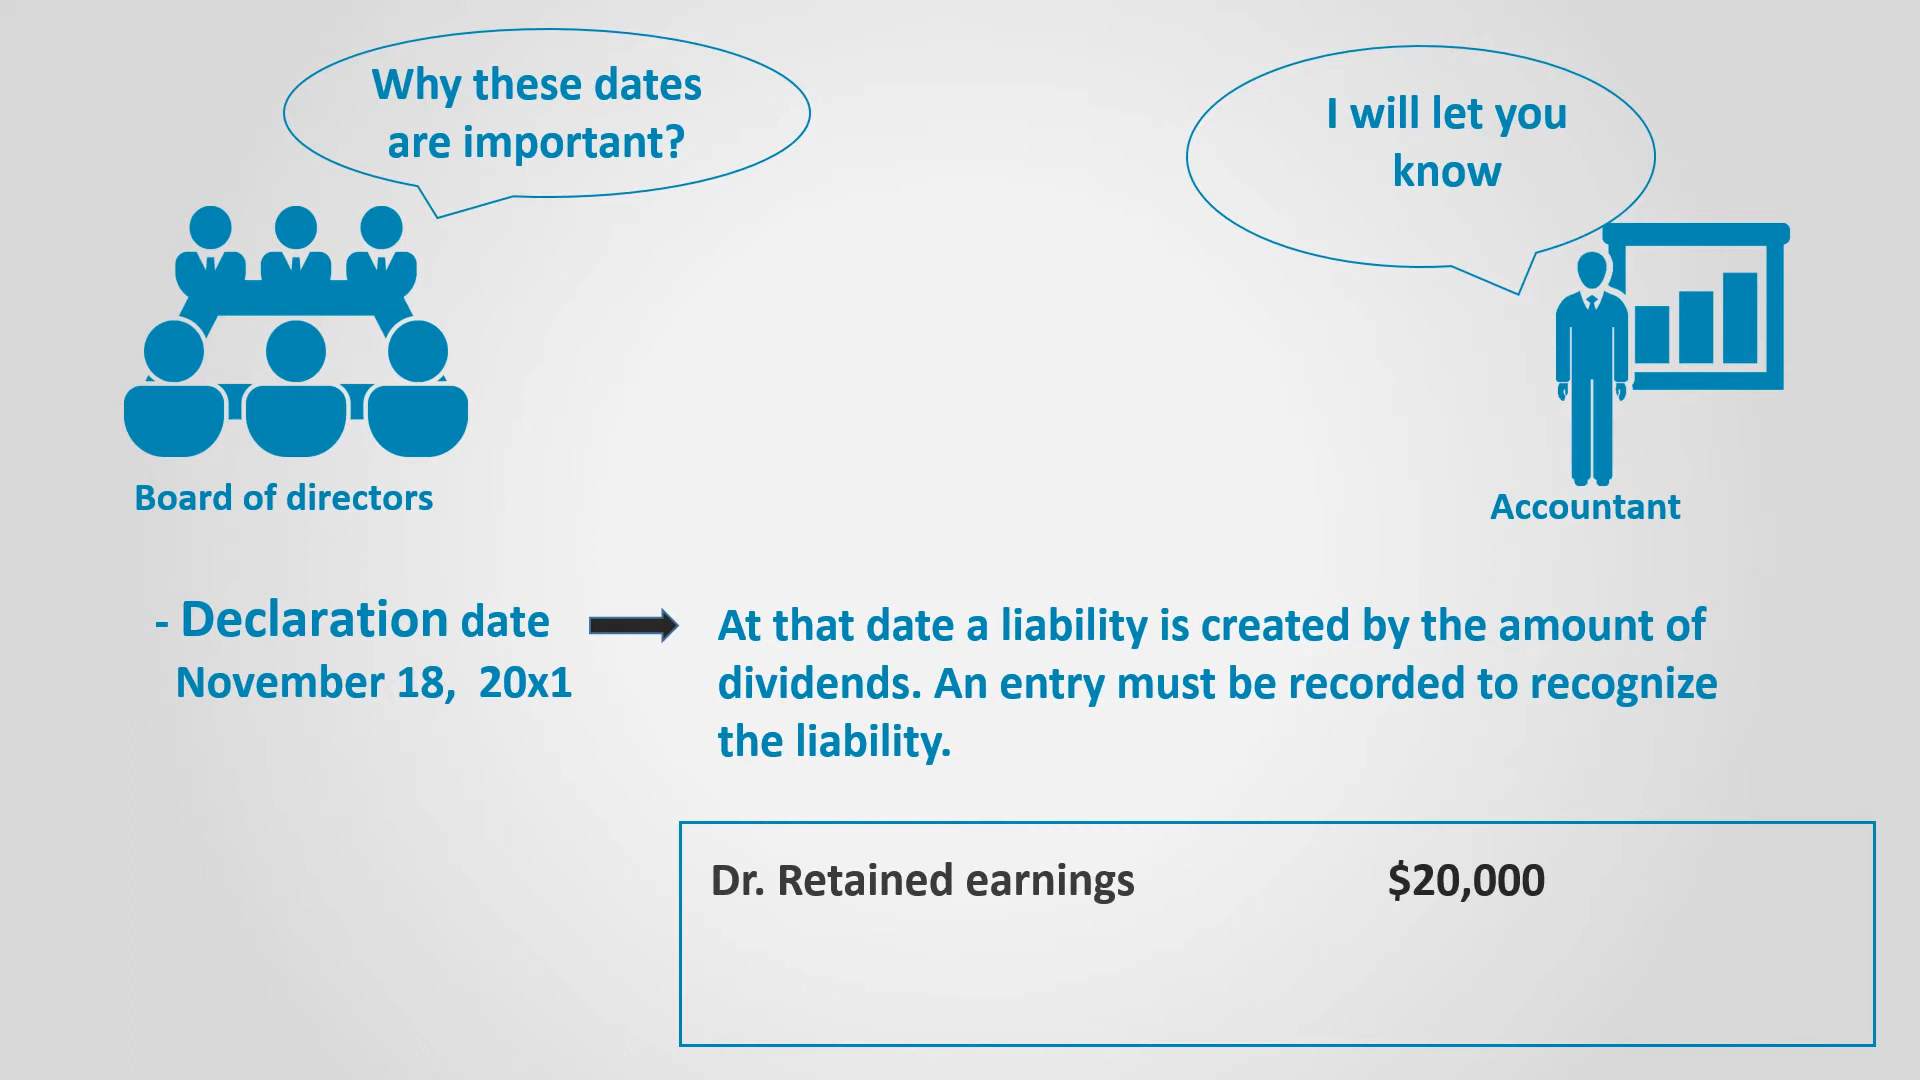 Why these dates
are important?
I will let you
know
Board of directors
Accountant
- Declaration date
November 18, 20x1
At that date a liability is created by the amount of
dividends. An entry must be recorded to recognize
the liability.
Dr. Retained earnings $20,000